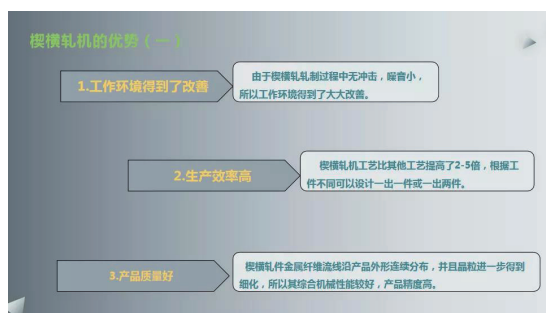 楔横轧机的优势（一）
1.工作环境得到了改善
由于楔横轧轧制过程中无冲击，噪音小，
所以工作环境得到了大大改善。
2.生产效率高
楔横轧机工艺比其他工艺提高了2-5倍，根据工
件不同可以设计一出一件或一出两件。
3.产品质量好
楔横轧件金属纤维流线沿产品外形连续分布，并且晶粒进一步得到
细化，所以其综合机械性能较好，产品精度高。